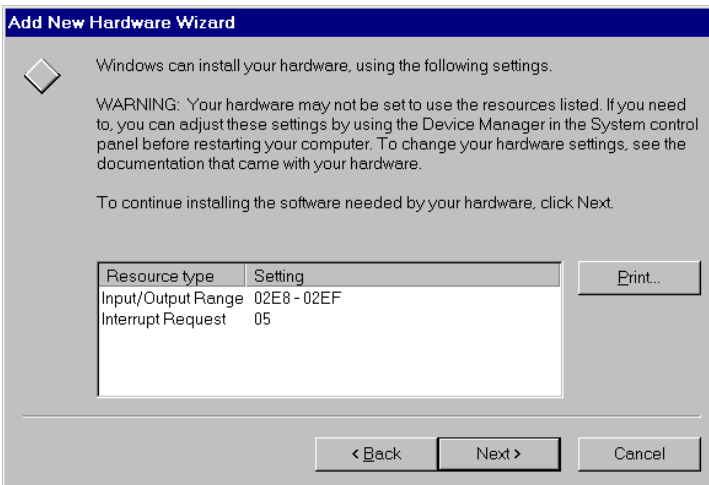 Add New Hardware Wizard
Windows can install your hardware, using the following settings.
WARNING: Your hardware may not be set to use the resources listed. If you need
to, you can adjust these settings by using the Device Manager in the System control
panel before restarting your computer. To change your hardware settings, see the
documentation that came with your hardware.
To continue installing the software needed by your hardware, click Next.
Resource type Setting
Input/Output Range 02E8 - 02EF
Interrupt Request 05
Print...
< Back Next > Cancel